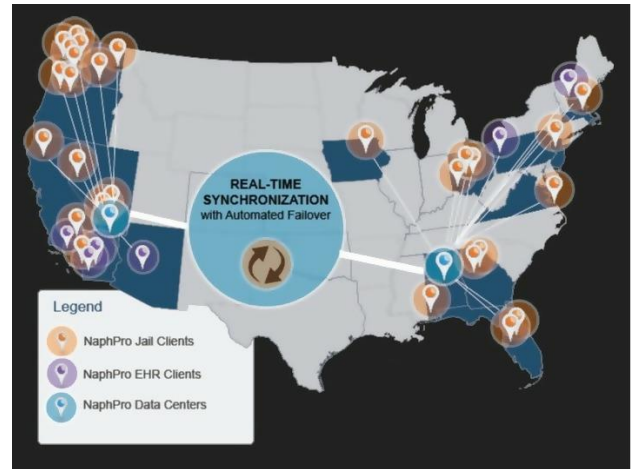 REAL-TIME
SYNCHRONIZATION
with Automated Failover
Legend
NaphPro Jail Clients
NaphPro EHR Clients
NaphPro Data Centers